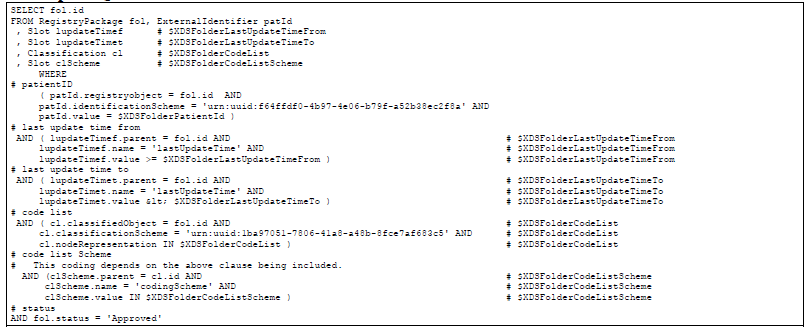 SELECT fol.id
FROM RegistryPackage fol, ExternalIdentifier patId
, Slot lupdateTimef # $XDSFolderLastUpdateTimeFrom
, Slot lupdateTimet # $XDSFolderLastUpdateTimeTo
, Classification cl # $XDSFolderCodeList
, Slot clScheme # $XDSFolderCodeListScheme
WHERE
# patientID
( patId.registryobject = fol.id AND
patId.identificationScheme = 'urn:uuid:f64ffdf0-4b97-4e06-b79f-a52b38ec2f8a' AND
patId.value = $XDSFolderPatientId )
# last update time from
AND ( lupdateTimef.parent = fol.id AND # $XDSFolderLastUpdateTimeFrom
lupdateTimef.name = 'lastUpdateTime' AND # $XDSFolderLastUpdateTimeFrom
lupdateTimef.value >= $XDSFolderLastUpdateTimeFrom ) # $XDSFolderLastUpdateTimeFrom
# last update time to
AND ( lupdateTimet.parent = fol.id AND # $XDSFolderLastUpdateTimeTo
lupdateTimet.name = 'lastUpdateTime' AND # $XDSFolderLastUpdateTimeTo
lupdateTimet.value &lt; $XDSFolderLastUpdateTimeTo ) # $XDSFolderLastUpdateTimeTo
# code list
AND ( cl.classifiedObject = fol.id AND # $XDSFolderCodeList
cl.classificationScheme = 'urn:uuid:1ba97051-7806-41a8-a48b-8fce7af683c5' AND # $XDSFolderCodeList
cl.nodeRepresentation IN $XDSFolderCodeList ) # $XDSFolderCodeList
# code list Scheme
# This coding depends on the above clause being included.
AND (clScheme.parent = cl.id AND # $XDSFolderCodeListScheme
clScheme.name = 'codingScheme' AND # $XDSFolderCodeListScheme
clScheme.value IN $XDSFolderCodeListScheme ) # $XDSFolderCodeListScheme
# status
AND fol.status = 'Approved'